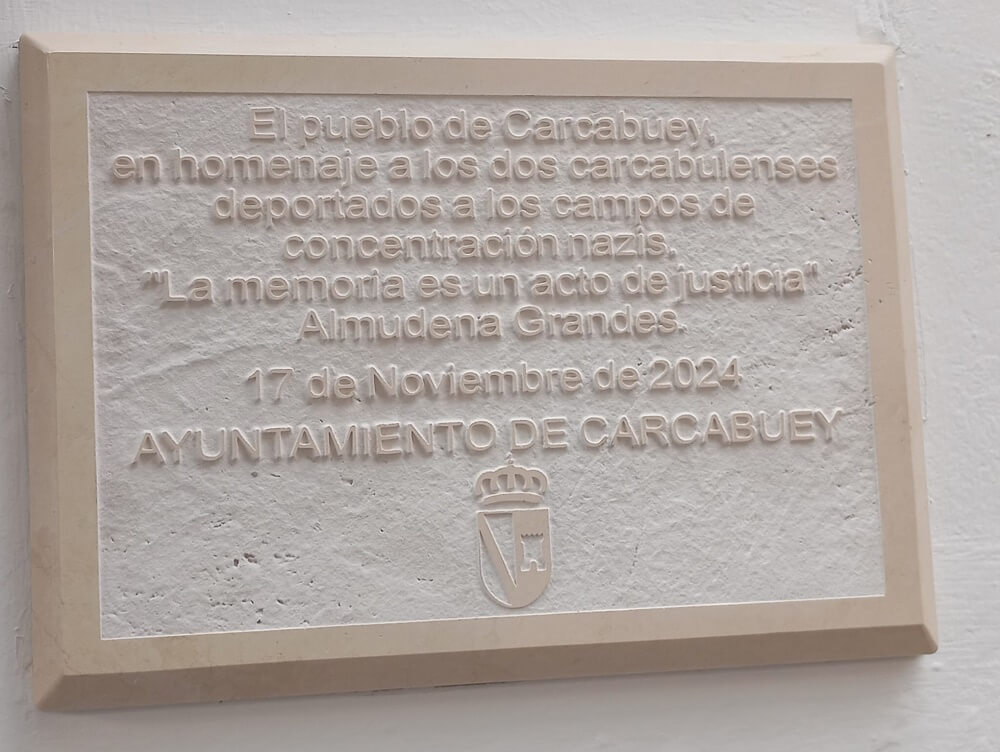 El pueblo de Carcabuey,
en homenaje a los dos carcabulenses
deportados a los campos de
concentración nazis.
"La memoria es un acto de justicia"
Almudena Grandes.
17 de Noviembre de 2024
AYUNTAMIENTO DE CARCABUEY